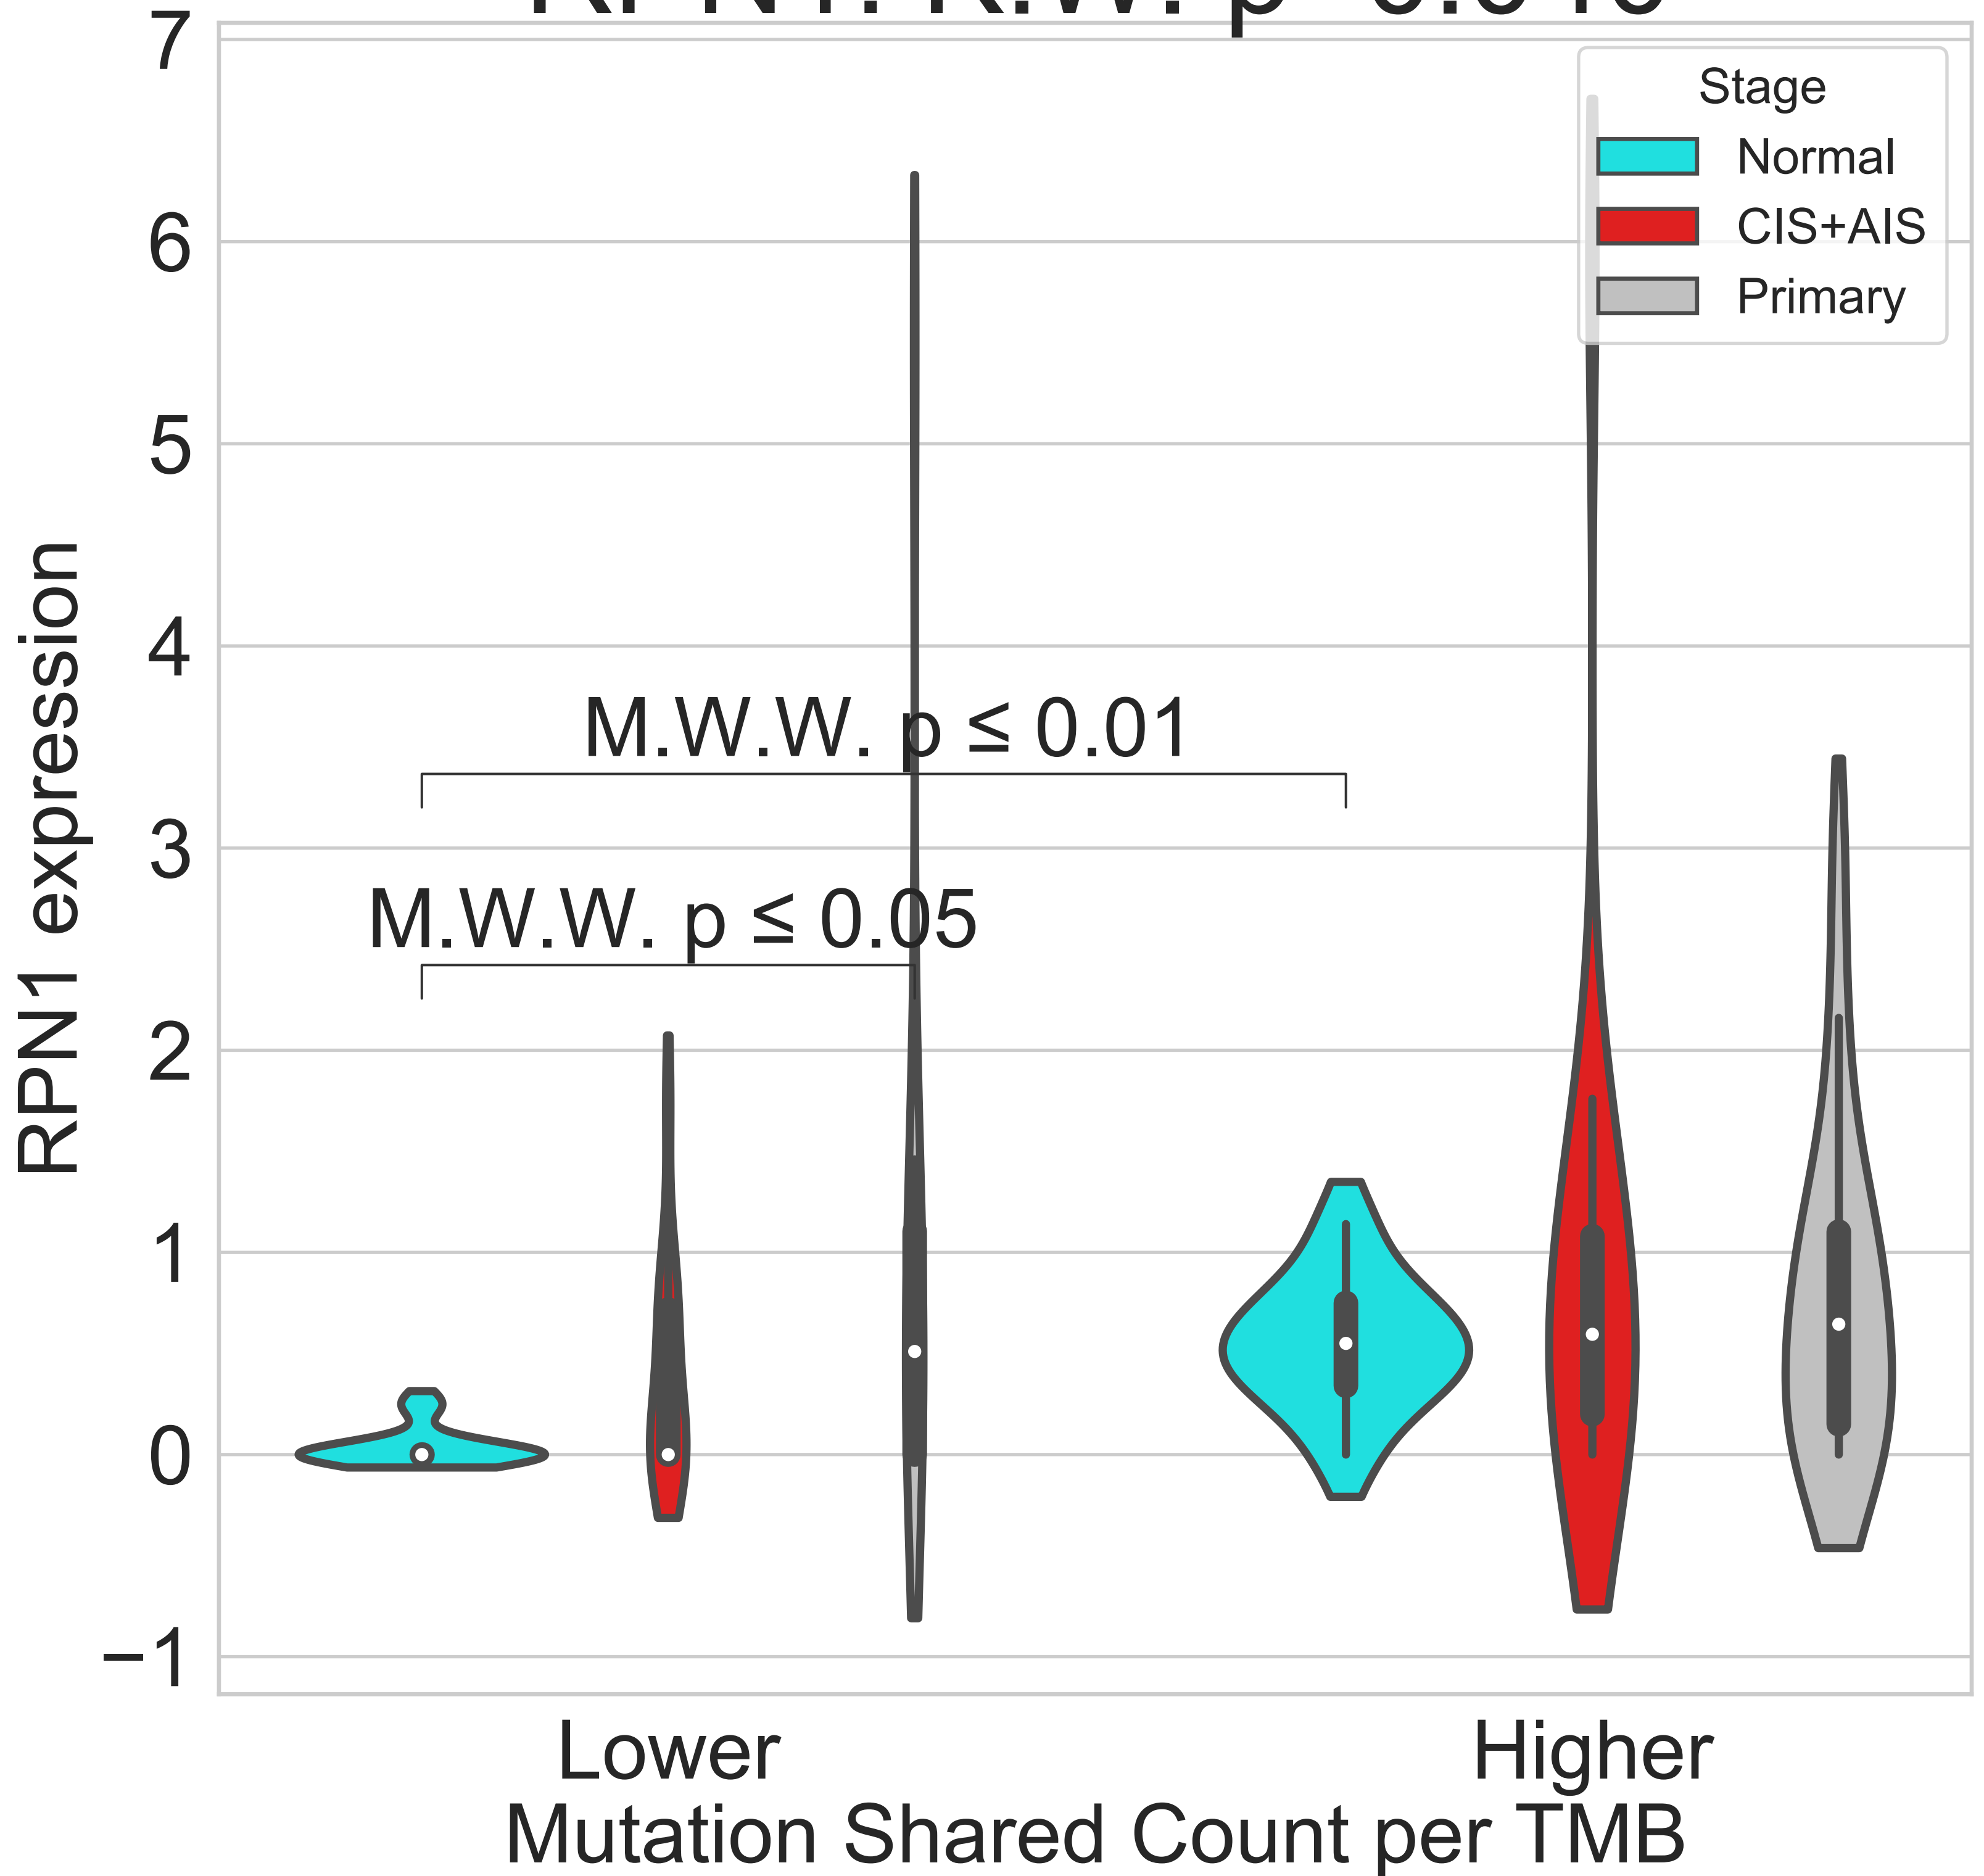 7
6
5
4
3
2
1
0
−1
RPN1 expression
Stage
Normal
CIS+AIS
Primary
M.W.W. p ≤ 0.01
M.W.W. p ≤ 0.05
Lower
Higher
Mutation Shared Count per TMB